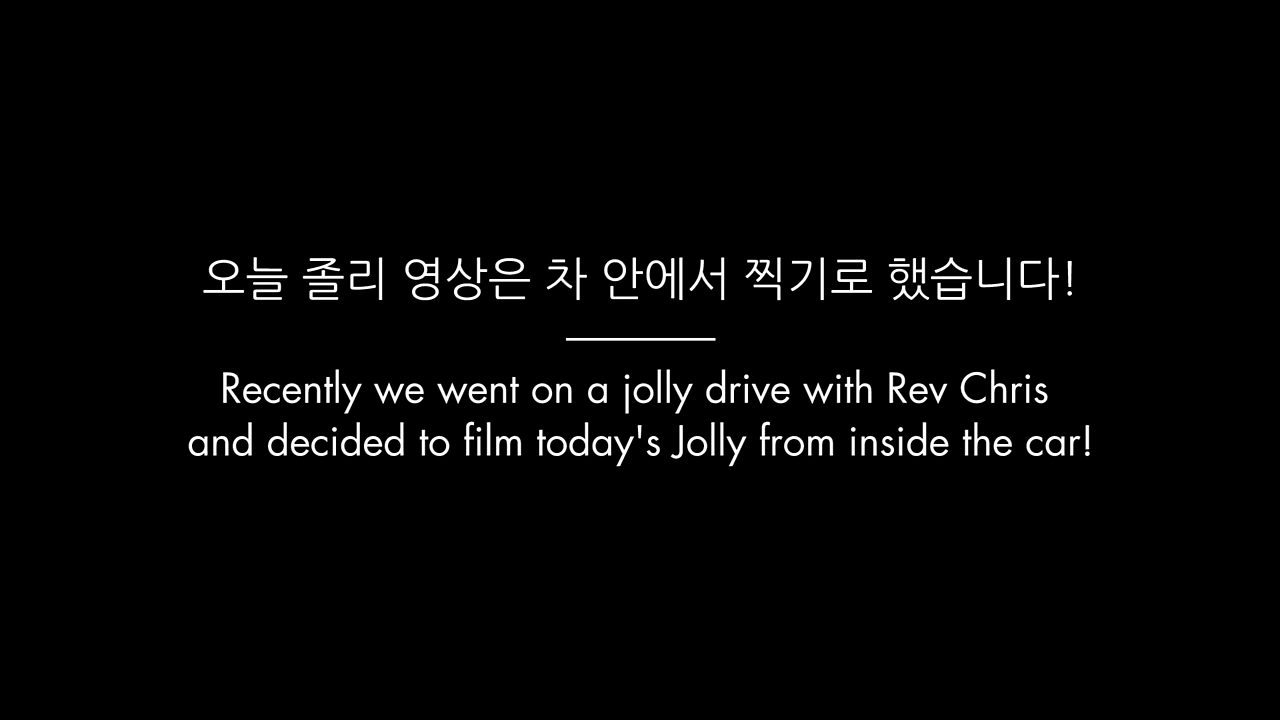 오늘 졸리 영상은 차 안에서 찍기로 했습니다!
Recently we went on a jolly drive with Rev Chris
and decided to film today's Jolly from inside the car!